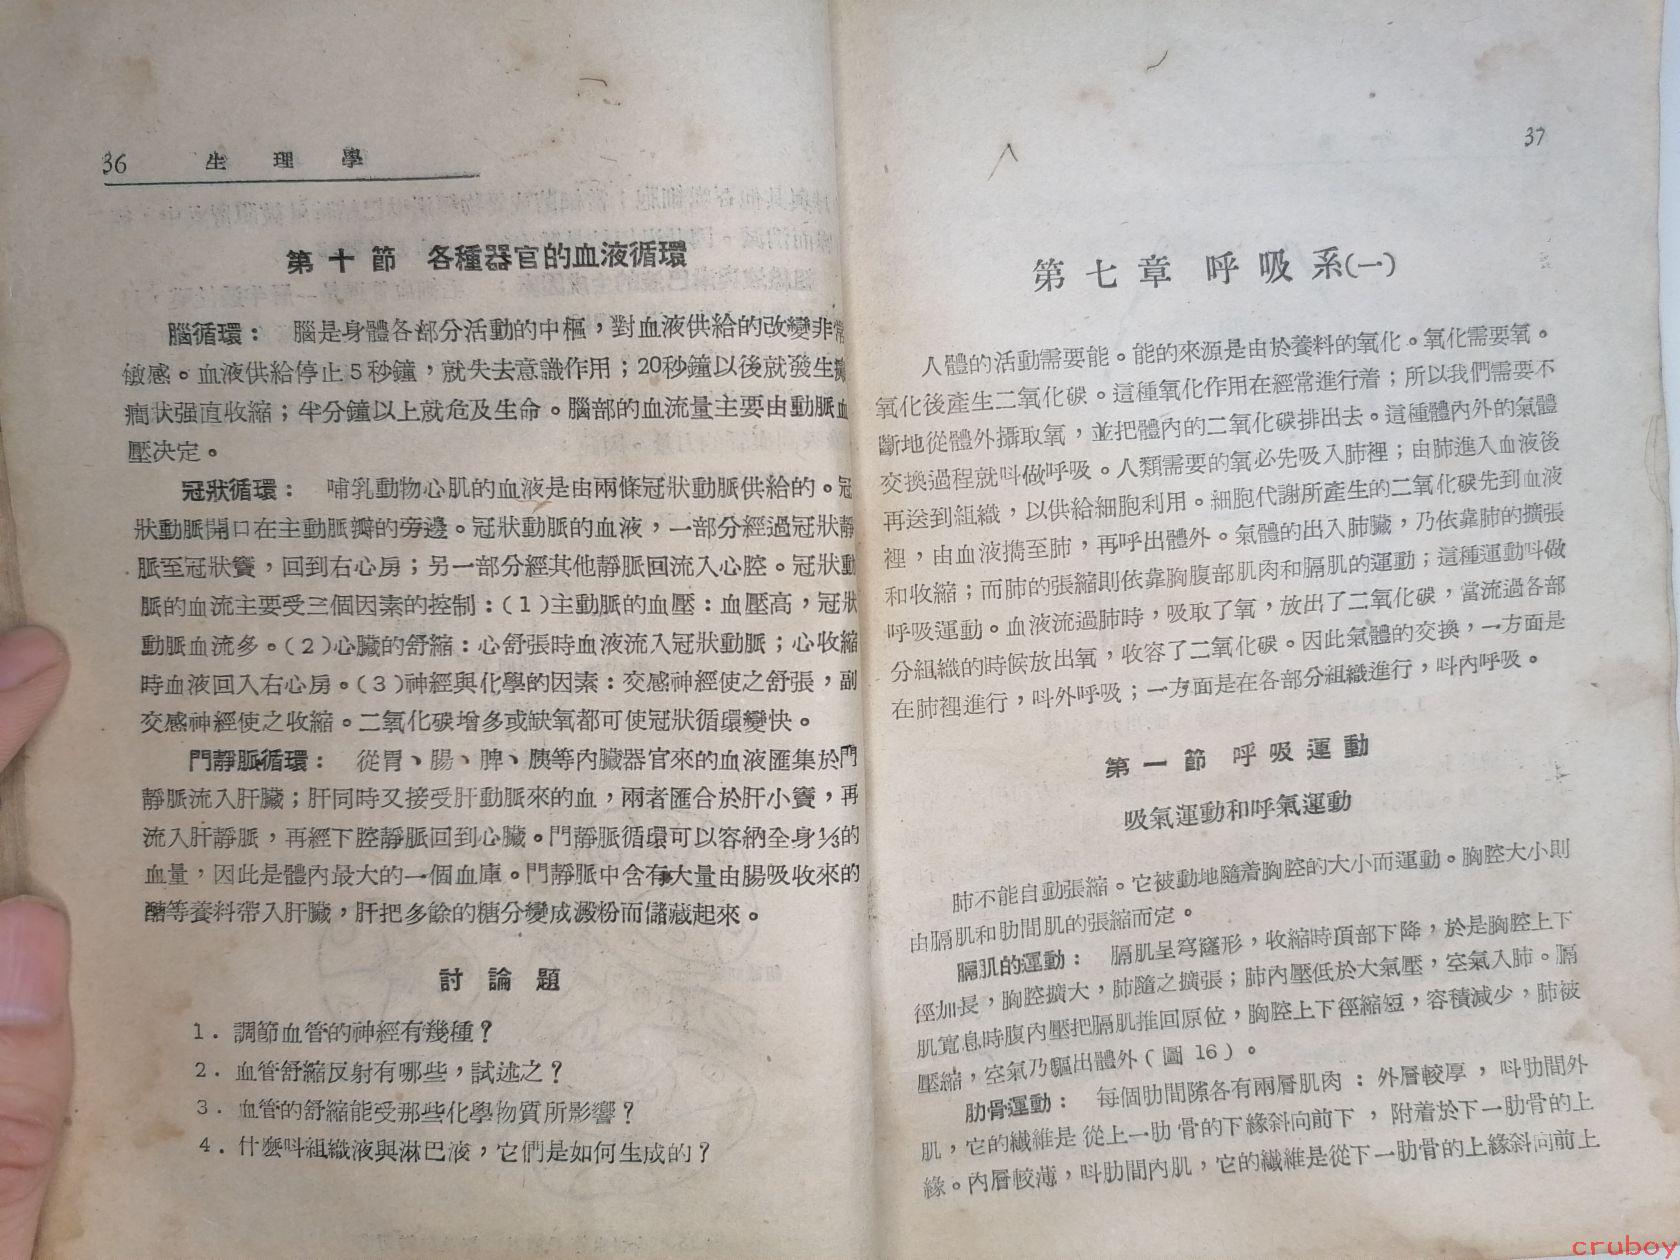 36 生理學
第十節 各種器官的血液循環
腦循環： 腦是身體各部分活動的中樞，對血液供給的改變非常
敏感。血液供給停止5秒鐘，就失去意識作用；20秒鐘以後就發生癲
癎狀强直收縮；半分鐘以上就危及生命。腦部的血流量主要由動脈血
壓決定。
冠狀循環： 哺乳動物心肌的血液是由兩條冠狀動脈供給的。冠
狀動脈開口在主動脈瓣的旁邊。冠狀動脈的血液，一部分經過冠狀靜
脈至冠狀竇，回到右心房；另一部分經其他靜脈回流入心腔。冠狀動
脈的血流主要受三個因素的控制：(1)主動脈的血壓：血壓高，冠狀
動脈血流多。(2)心臟的舒縮：心舒張時血液流入冠狀動脈；心收縮
時血液回入右心房。(3)神經與化學的因素：交感神經使之舒張，副
交感神經使之收縮。二氧化碳增多或缺氧都可使冠狀循環變快。
門靜脈循環： 從胃、腸、脾、胰等內臟器官來的血液匯集於門
靜脈流入肝臟；肝同時又接受肝動脈來的血，兩者匯合於肝小竇，再
流入肝靜脈，再經下腔靜脈回到心臟。門靜脈循環可以容納全身⅓的
血量，因此是體內最大的一個血庫。門靜脈中含有大量由腸吸收來的
醣等養料帶入肝臟，肝把多餘的糖分變成澱粉而儲藏起來。
討論題
1．調節血管的神經有幾種？
2．血管舒縮反射有哪些，試述之？
3．血管的舒縮能受那些化學物質所影響？
4．什麼呌組織液與淋巴液，它們是如何生成的？
37
第七章 呼吸系(一)
人體的活動需要能。能的來源是由於養料的氧化。氧化需要氧。
氧化後產生二氧化碳。這種氧化作用在經常進行着；所以我們需要不
斷地從體外攝取氧，並把體內的二氧化碳排出去。這種體內外的氣體
交換過程就呌做呼吸。人類需要的氧必先吸入肺裡；由肺進入血液後
再送到組織，以供給細胞利用。細胞代謝所產生的二氧化碳先到血液
裡，由血液擕至肺，再呼出體外。氣體的出入肺臟，乃依靠肺的擴張
和收縮；而肺的張縮則依靠胸腹部肌肉和膈肌的運動；這種運動呌做
呼吸運動。血液流過肺時，吸取了氧，放出了二氧化碳，當流過各部
分組織的時候放出氧，收容了二氧化碳。因此氣體的交換，一方面是
在肺裡進行，呌外呼吸；一方面是在各部分組織進行，呌內呼吸。
第一節 呼吸運動
吸氣運動和呼氣運動
肺不能自動張縮。它被動地隨着胸腔的大小而運動。胸腔大小則
由膈肌和肋間肌的張縮而定。
膈肌的運動： 膈肌呈穹窿形，收縮時頂部下降，於是胸腔上下
徑加長，胸腔擴大，肺隨之擴張；肺內壓低於大氣壓，空氣入肺。膈
肌寬息時腹內壓把膈肌推回原位，胸腔上下徑縮短，容積減少，肺被
壓縮，空氣乃驅出體外(圖 16)。
肋骨運動： 每個肋間隙各有兩層肌肉：外層較厚，呌肋間外
肌，它的纖維是從上一肋骨的下緣斜向前下，附着於下一肋骨的上
緣。內層較薄，呌肋間內肌，它的纖維是從下一肋骨的上緣斜向前上
cruboy